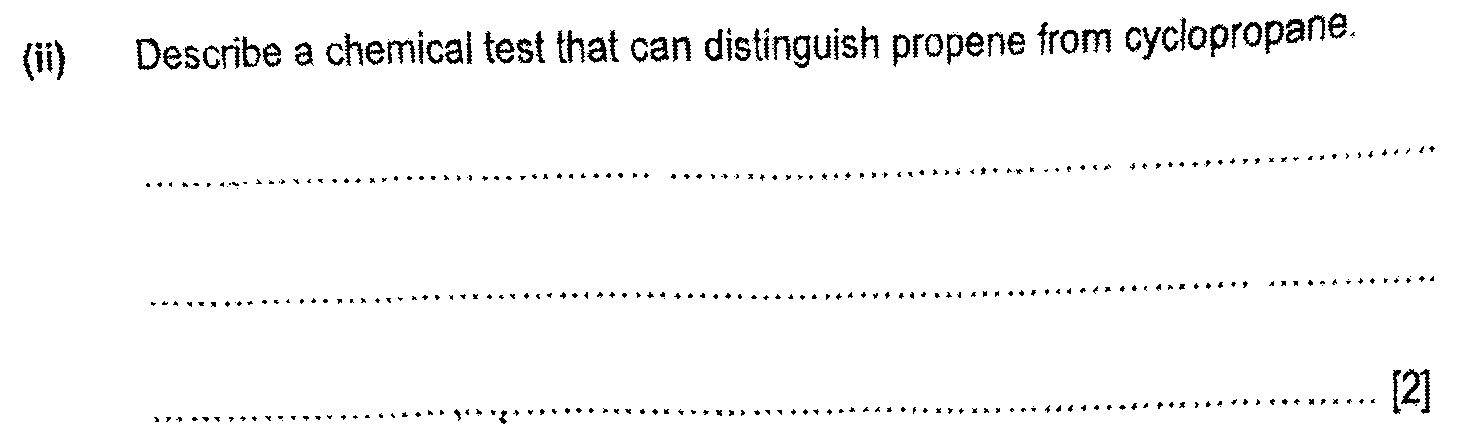 (ii) Describe a chemical test that can distinguish propene from cyclopropane.
................................................................................
................................................................................
................................................................................ [2]